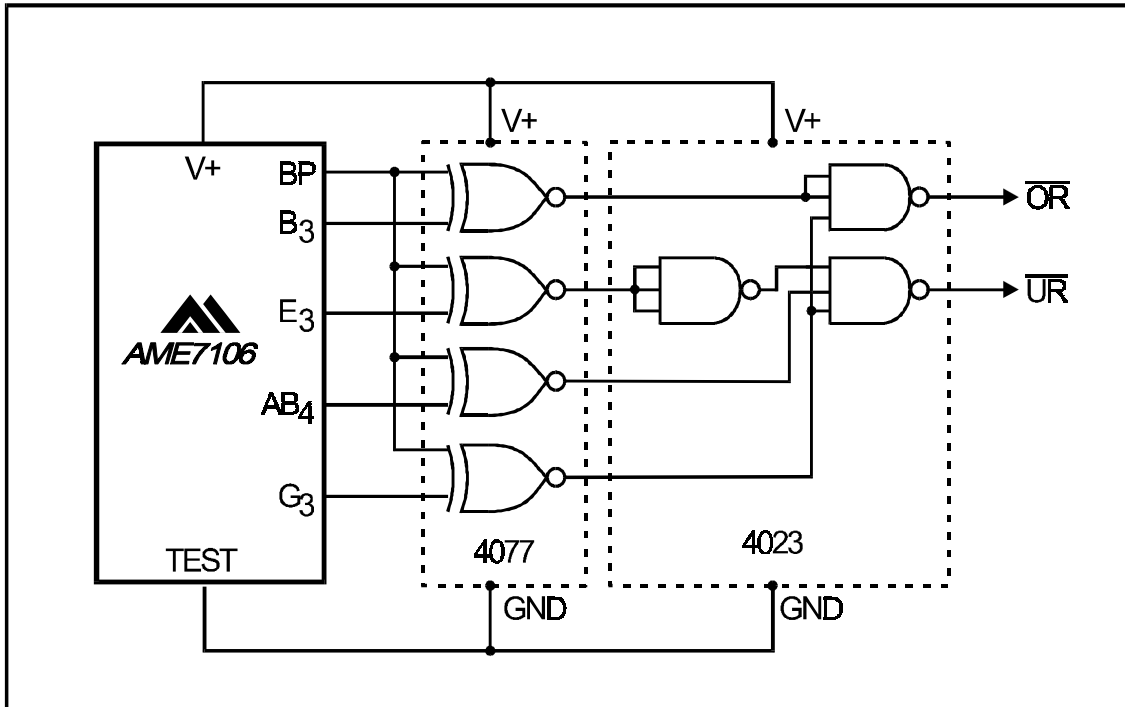 V+
V+
V+
BP
B3
E3
AME7106
AB4
G3
TEST
4077
4023
GND
GND
OR
UR